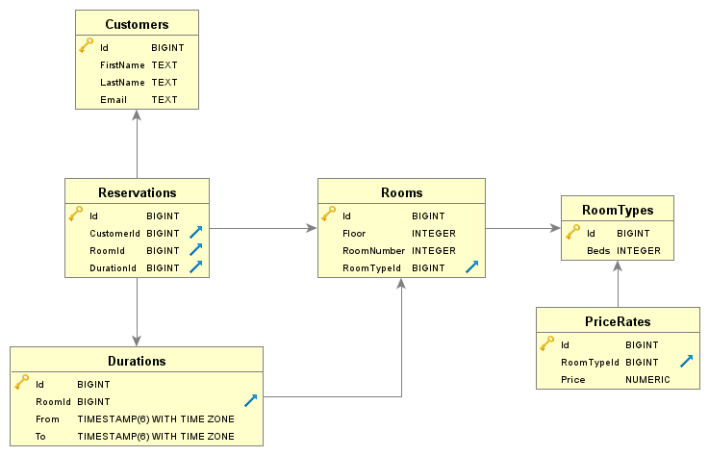 Customers
Id BIGINT
FirstName TEXT
LastName TEXT
Email TEXT
Reservations
Id BIGINT
CustomerId BIGINT
RoomId BIGINT
DurationId BIGINT
Rooms
Id BIGINT
Floor INTEGER
RoomNumber INTEGER
RoomTypeId BIGINT
RoomTypes
Id BIGINT
Beds INTEGER
PriceRates
Id BIGINT
RoomTypeId BIGINT
Price NUMERIC
Durations
Id BIGINT
RoomId BIGINT
From TIMESTAMP(6) WITH TIME ZONE
To TIMESTAMP(6) WITH TIME ZONE